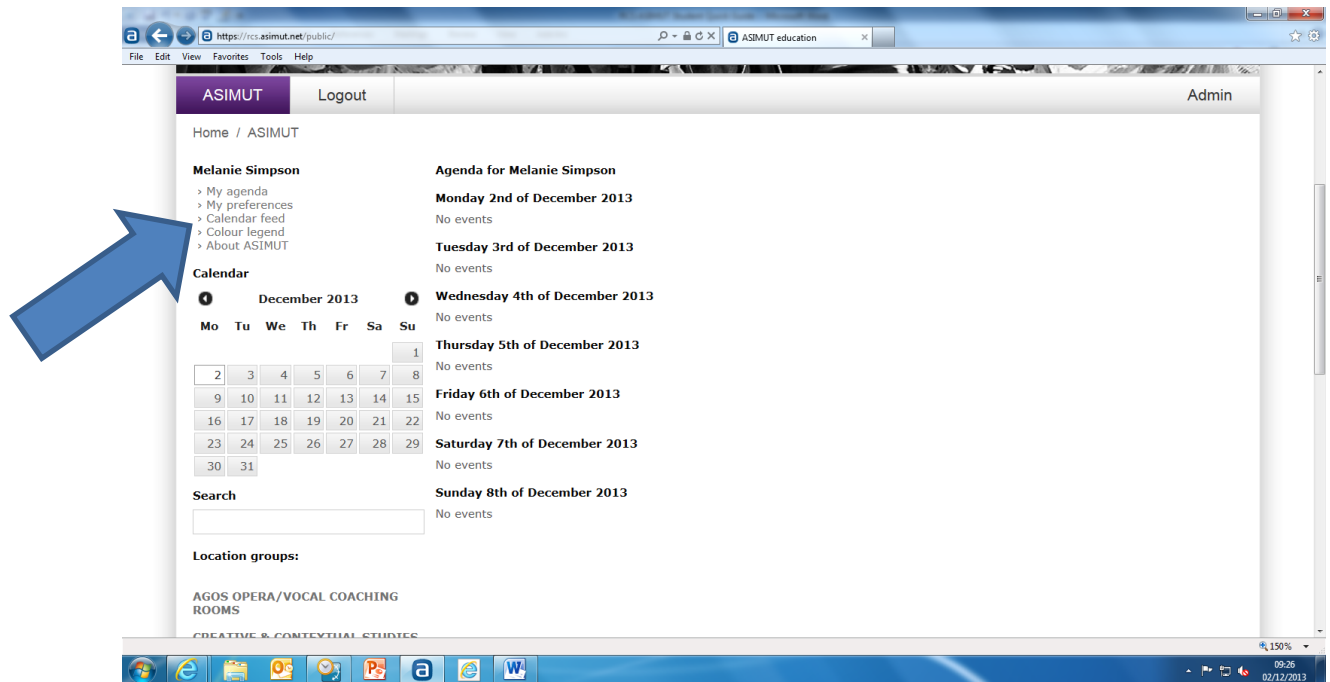 https://rcs.asimut.net/public/
ASIMUT education
File Edit View Favorites Tools Help
ASIMUT Logout Admin
Home / ASIMUT
Melanie Simpson
› My agenda
› My preferences
› Calendar feed
› Colour legend
› About ASIMUT
Calendar
December 2013
Mo Tu We Th Fr Sa Su
1
2 3 4 5 6 7 8
9 10 11 12 13 14 15
16 17 18 19 20 21 22
23 24 25 26 27 28 29
30 31
Search
Location groups:
AGOS OPERA/VOCAL COACHING
ROOMS
CREATIVE & CONTEXTUAL STUDIES
Agenda for Melanie Simpson
Monday 2nd of December 2013
No events
Tuesday 3rd of December 2013
No events
Wednesday 4th of December 2013
No events
Thursday 5th of December 2013
No events
Friday 6th of December 2013
No events
Saturday 7th of December 2013
No events
Sunday 8th of December 2013
No events
150%
09:26
02/12/2013